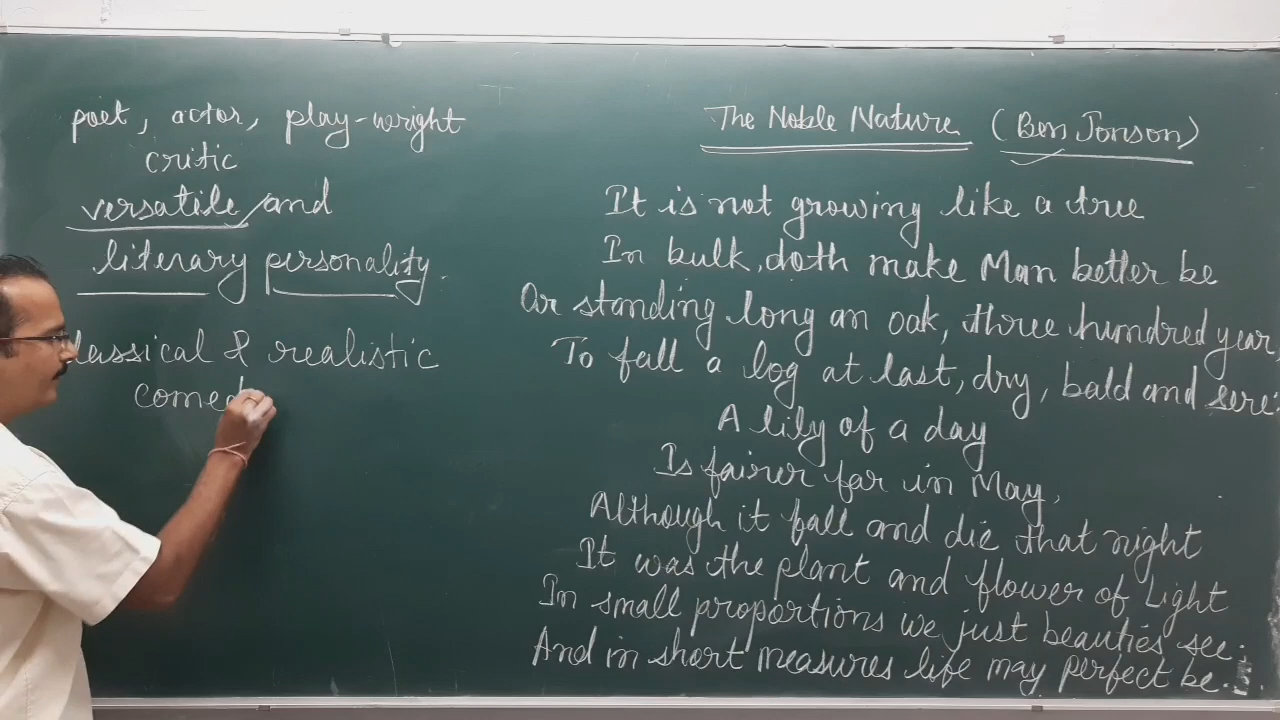 poet, actor, play-wright
critic
versatile and
literary personality.
lassical & realistic
comed
The Noble Nature (Ben Jonson)
It is not growing like a tree
In bulk, doth make Man better be
Or standing long an oak, three hundred year
To fall a log at last, dry, bald and sere:
A lily of a day
Is fairer far in May,
Although it fall and die that night
It was the plant and flower of Light
In small proportions we just beauties see:
And in short measures life may perfect be.